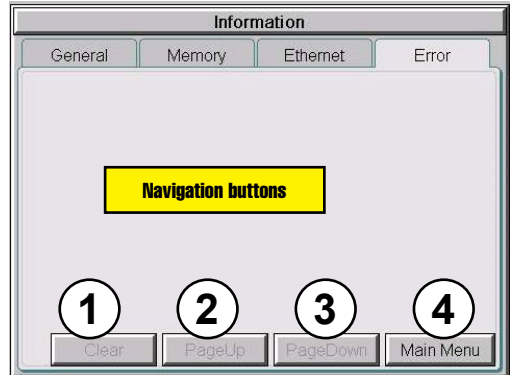 Information
General Memory Ethernet Error
Navigation buttons
1 2 3 4
Clear PageUp PageDown Main Menu